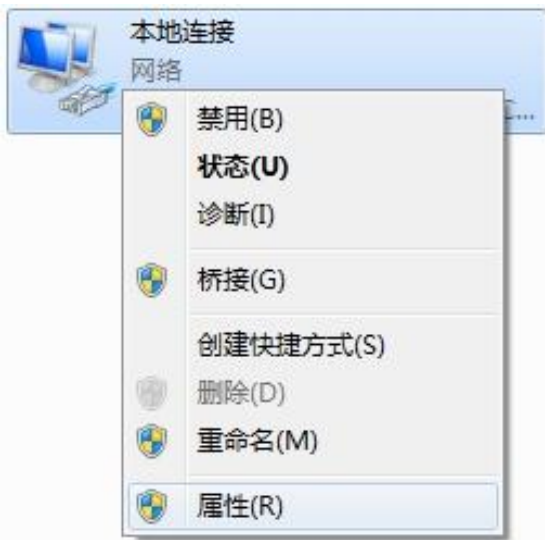 本地连接
网络
禁用(B)
状态(U)
诊断(I)
桥接(G)
创建快捷方式(S)
删除(D)
重命名(M)
属性(R)